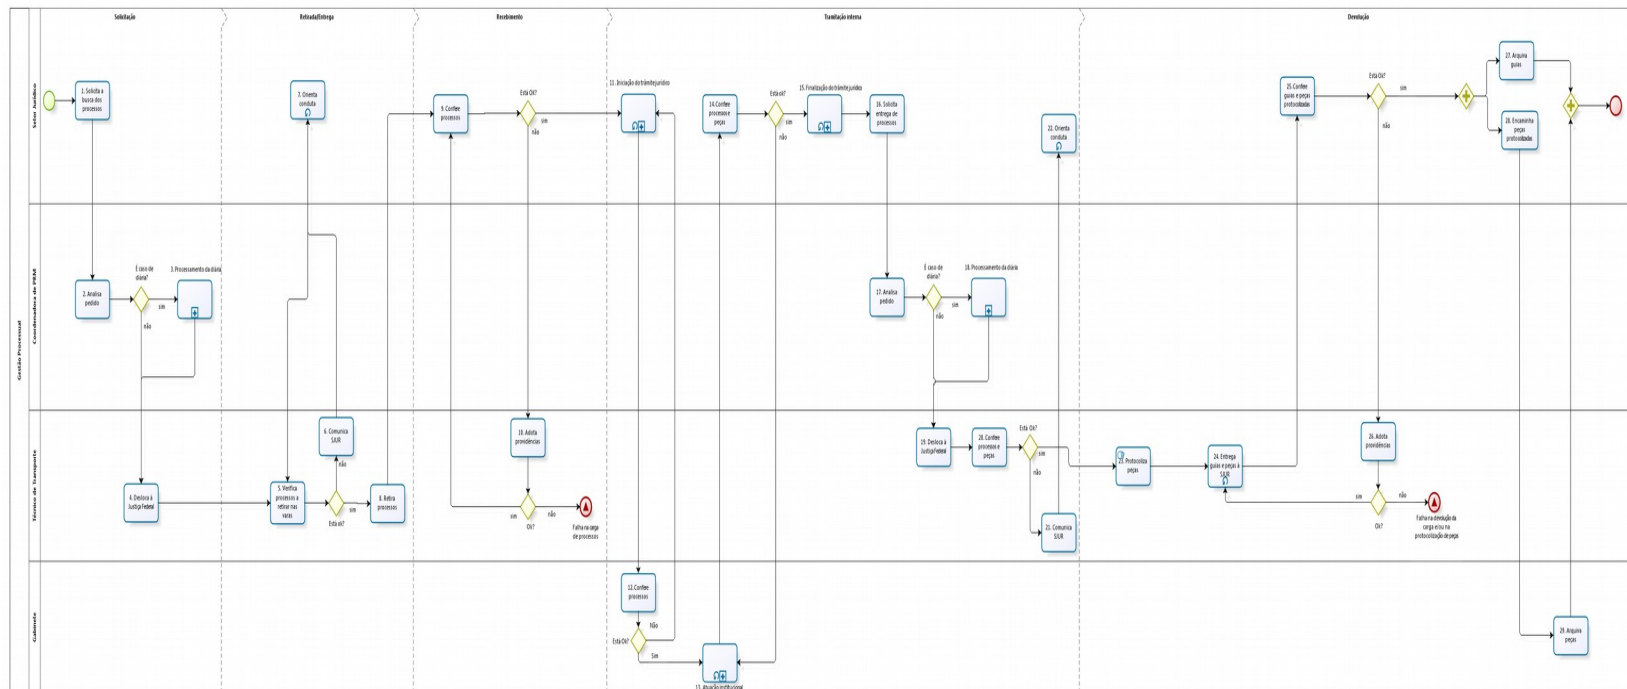 Solicitação
Retirada/Entrega
Recebimento
Tramitação interna
Devolução
Gestão Processual
Setor Jurídico
Coordenadoria de PRM
Técnico de Transporte
Gabinete
1. Solicita a
busca dos
processos
2. Analisa
pedido
É caso de
diária?
sim
não
3. Processamento da diária
4. Desloca à
Justiça Federal
5. Verifica
processos a
retirar nas
varas
Está ok?
sim
não
6. Comunica
SJUR
7. Orienta
conduta
8. Retira
processos
9. Confere
processos
Está Ok?
sim
não
10. Adota
providências
Ok?
sim
não
Falha na carga
de processos
11. Iniciação do trâmite jurídico
12. Confere
processos
Está Ok?
Não
Sim
13. Atuação institucional
14. Confere
processos e
peças
Está ok?
sim
não
15. Finalização do trâmite jurídico
16. Solicita
entrega de
processos
17. Analisa
pedido
É caso de
diária?
sim
não
18. Processamento da diária
19. Desloca à
Justiça Federal
20. Confere
processos e
peças
Está Ok?
sim
não
21. Comunica
SJUR
22. Orienta
conduta
23. Protocoliza
peças
24. Entrega
guias e peças à
SJUR
25. Confere
guias e peças
protocolizadas
Está Ok?
sim
não
26. Adota
providências
Ok?
sim
não
Falha na devolução da
carga e/ou na
protocolização de peças
27. Arquiva
guias
28. Encaminha
peças
protocolizadas
29. Arquiva
peças